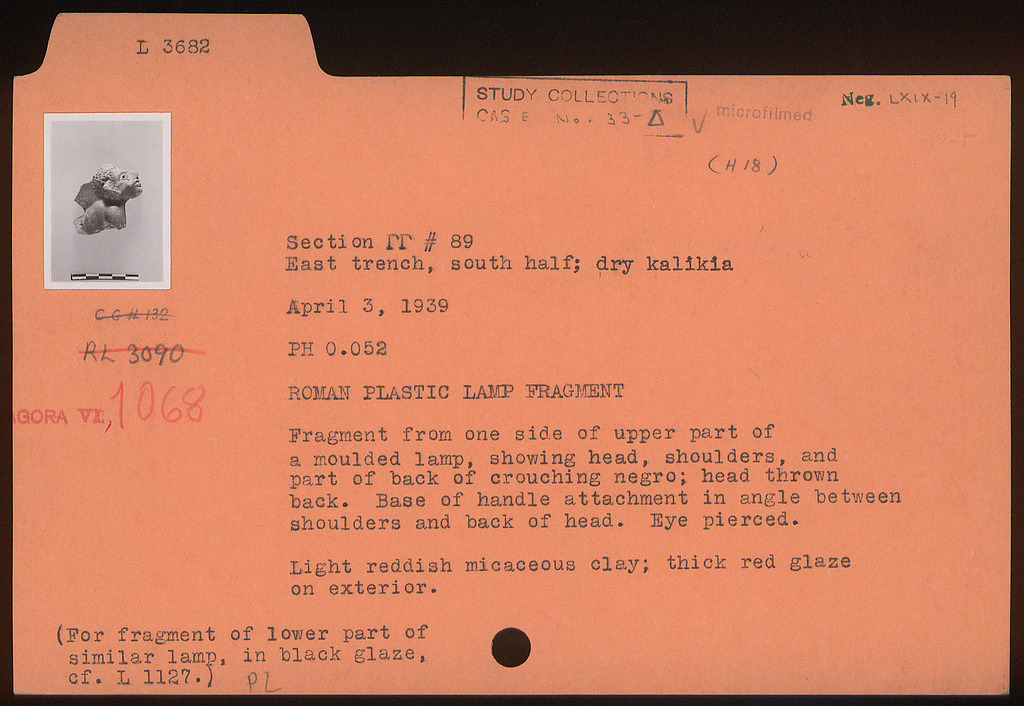 L 3682
STUDY COLLECTIONS
CASE No. 33-Δ
microfilmed
Neg. LXIX-19
(H 18)
Section ΓΓ # 89
East trench, south half; dry kalikia
April 3, 1939
C C # 132
RL 3090
AGORA VI, 1068
PH 0.052
ROMAN PLASTIC LAMP FRAGMENT
Fragment from one side of upper part of
a moulded lamp, showing head, shoulders, and
part of back of crouching negro; head thrown
back. Base of handle attachment in angle between
shoulders and back of head. Eye pierced.
Light reddish micaceous clay; thick red glaze
on exterior.
(For fragment of lower part of
similar lamp, in black glaze,
cf. L 1127.) PL